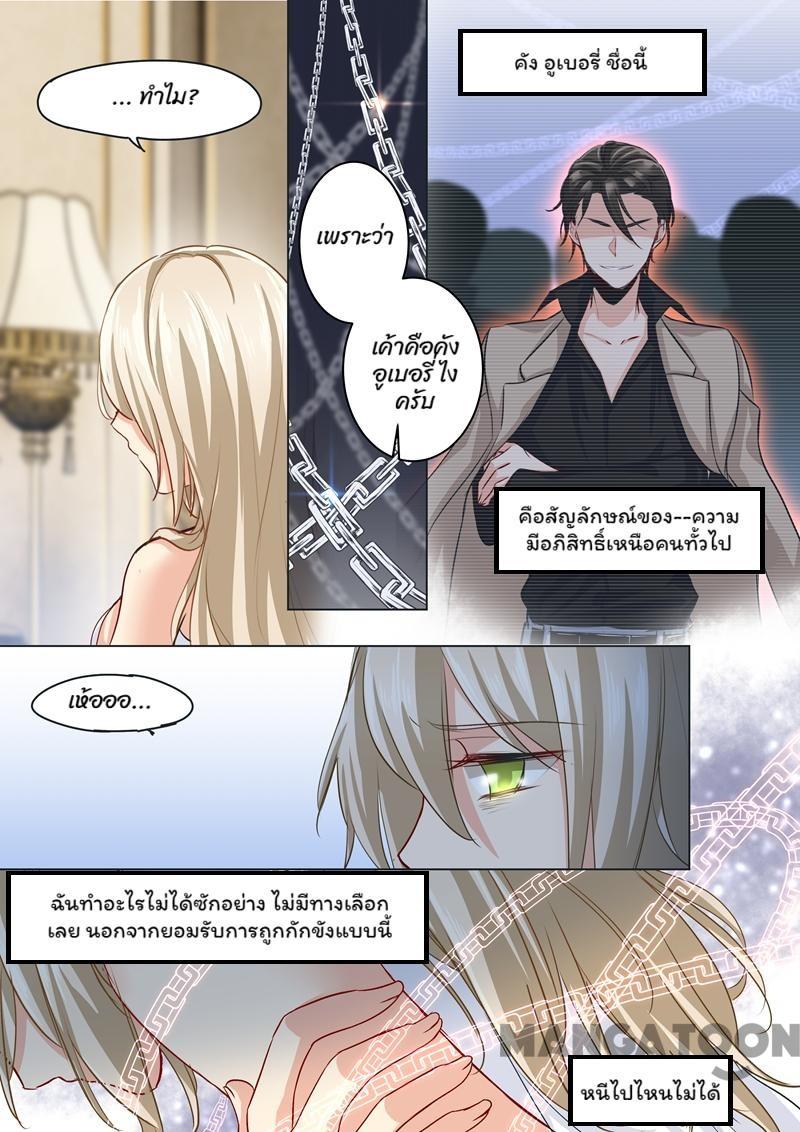 ... ทำไม?
เพราะว่า
เค้าคือคัง
อูเบอรี่ ไง
ครับ
คัง อูเบอรี่ ชื่อนี้
คือสัญลักษณ์ของ--ความ
มีอภิสิทธิ์เหนือคนทั่วไป
เห้อออ...
ฉันทำอะไรไม่ได้ซักอย่าง ไม่มีทางเลือก
เลย นอกจากยอมรับการถูกกักขังแบบนี้
MANGATOON
หนีไปไหนไม่ได้